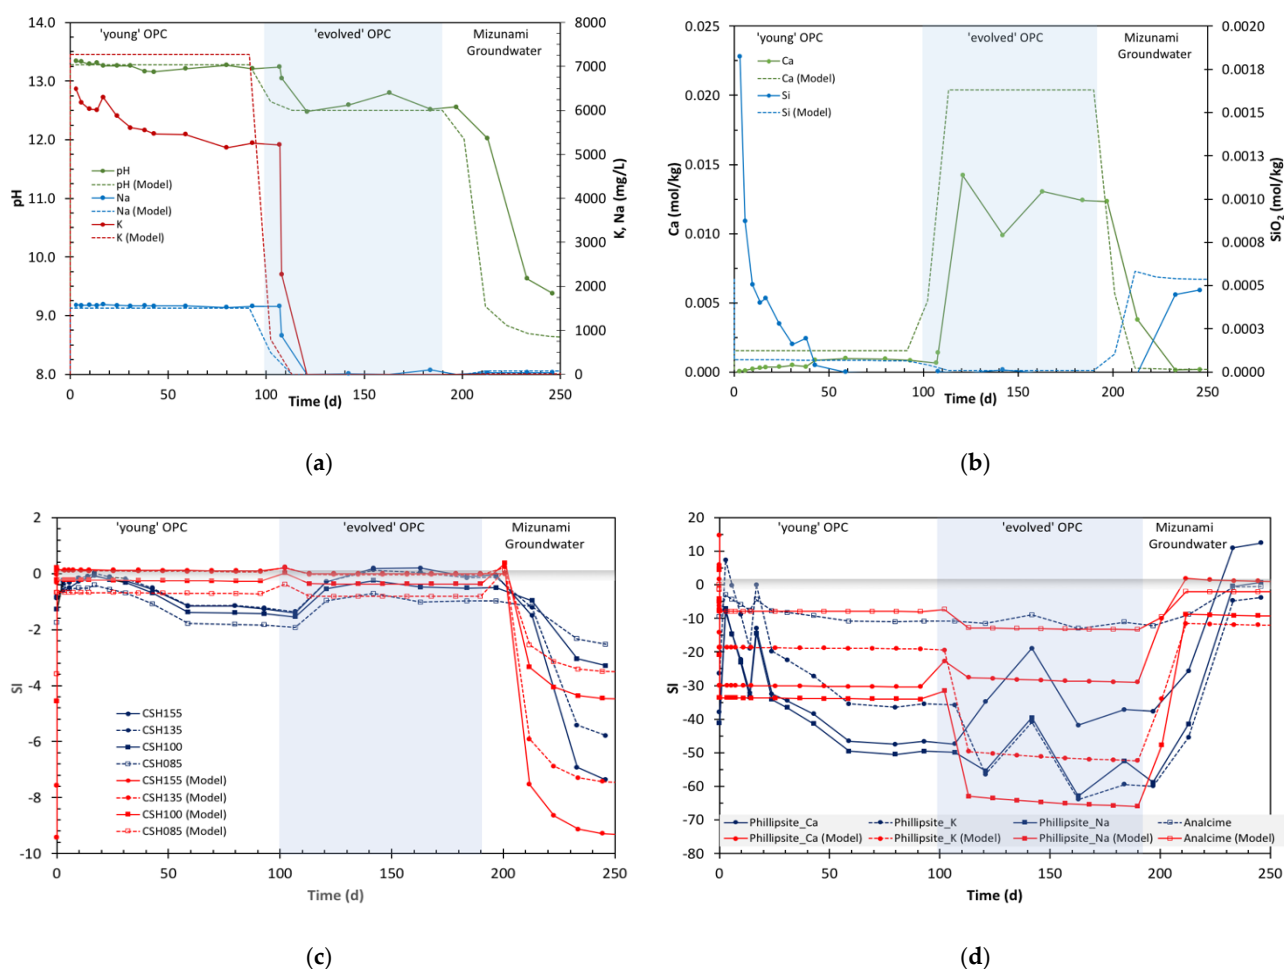 14.0
13.0
12.0
11.0
10.0
9.0
8.0
pH
'young' OPC
'evolved' OPC
Mizunami
Groundwater
pH
pH (Model)
Na
Na (Model)
K
K (Model)
8000
7000
6000
5000
4000
3000
2000
1000
0
K, Na (mg/L)
0 50 100 150 200 250
Time (d)
(a)
0.025
0.020
0.015
0.010
0.005
0.000
Ca (mol/kg)
'young' OPC
'evolved' OPC
Mizunami
Groundwater
Ca
Ca (Model)
Si
Si (Model)
0.0020
0.0018
0.0015
0.0013
0.0010
0.0008
0.0005
0.0003
0.0000
SiO2 (mol/kg)
0 50 100 150 200 250
Time (d)
(b)
2
0
-2
-4
-6
-8
-10
SI
'young' OPC
'evolved' OPC
Mizunami
Groundwater
CSH155
CSH135
CSH100
CSH085
CSH155 (Model)
CSH135 (Model)
CSH100 (Model)
CSH085 (Model)
0 50 100 150 200 250
Time (d)
(c)
20
10
0
-10
-20
-30
-40
-50
-60
-70
-80
SI
'young' OPC
'evolved' OPC
Mizunami
Groundwater
Phillipsite_Ca Phillipsite_K Phillipsite_Na Analcime
Phillipsite_Ca (Model) Phillipsite_K (Model) Phillipsite_Na (Model) Analcime (Model)
0 50 100 150 200 250
Time (d)
(d)